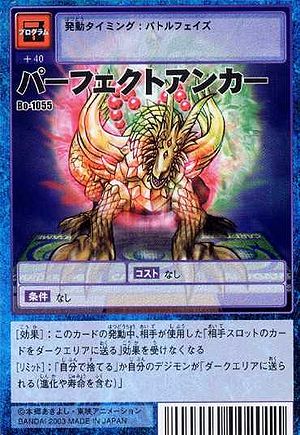 プログラム
発動タイミング：バトルフェイズ
+40
パーフェクトアンカー
Bo-1055
コスト なし
条件 なし
[効果]：このカードの発動中、相手が使用した「相手スロットのカード
をダークエリアに送る」効果を受けなくなる
[リミット]：「自分で捨てる」か自分のデジモンが「ダークエリアに送
られる(進化や寿命を含む)」
©本郷あきよし・東映アニメーション
BANDAI 2003 MADE IN JAPAN